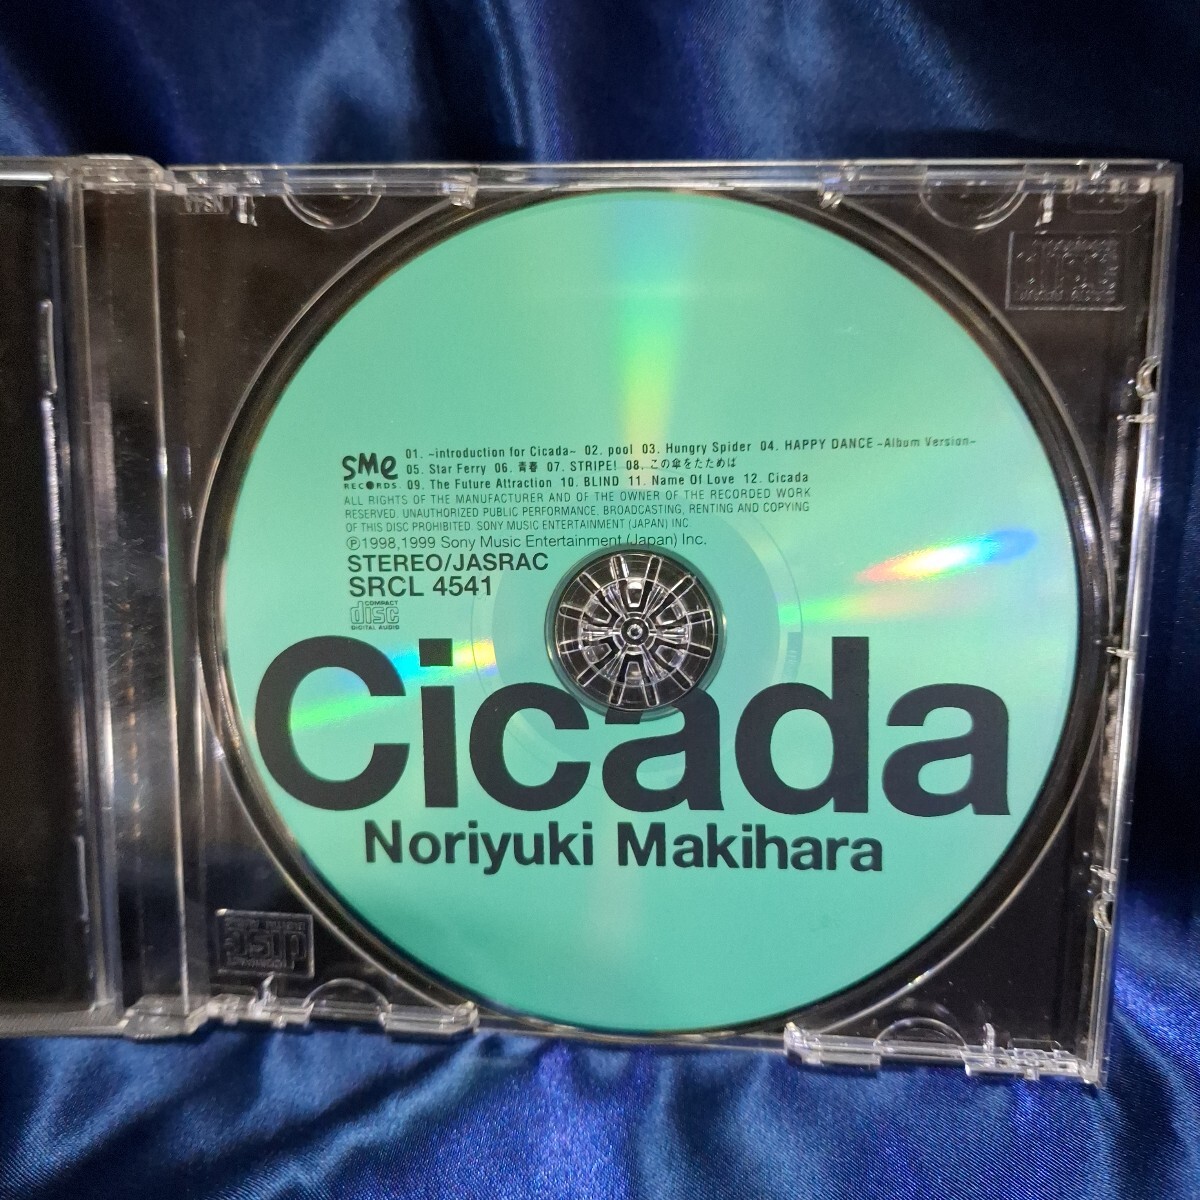 01. ~introduction for Cicada~ 02. pool 03. Hungry Spider 04. HAPPY DANCE ~Album Version~
05. Star Ferry 06. 青春 07. STRIPE! 08. この傘をたためば
09. The Future Attraction 10. BLIND 11. Name Of Love 12. Cicada
SMe
RECORDS
ALL RIGHTS OF THE MANUFACTURER AND OF THE OWNER OF THE RECORDED WORK
RESERVED. UNAUTHORIZED PUBLIC PERFORMANCE, BROADCASTING, RENTING AND COPYING
OF THIS DISC PROHIBITED. SONY MUSIC ENTERTAINMENT (JAPAN) INC
℗1998,1999 Sony Music Entertainment (Japan) Inc.
STEREO/JASRAC
SRCL 4541
COMPACT
disc
DIGITAL AUDIO
Cicada
Noriyuki Makihara